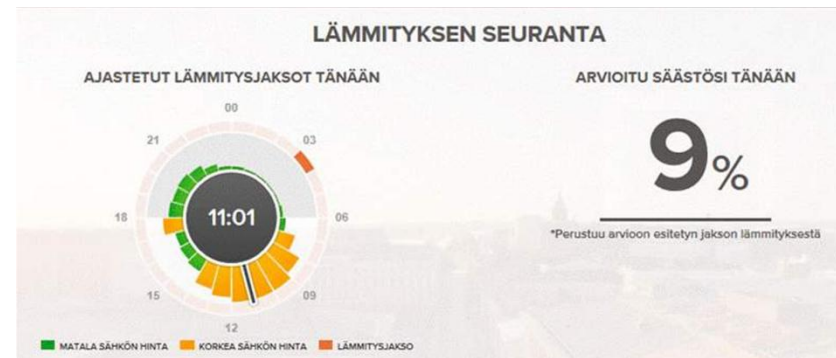 LÄMMITYKSEN SEURANTA
AJASTETUT LÄMMITYSJAKSOT TÄNÄÄN
00
03
06
09
12
15
18
21
11:01
MATALA SÄHKÖN HINTA
KORKEA SÄHKÖN HINTA
LÄMMITYSJAKSO
ARVIOITU SÄÄSTÖSI TÄNÄÄN
9%
*Perustuu arvioon esitetyn jakson lämmityksestä